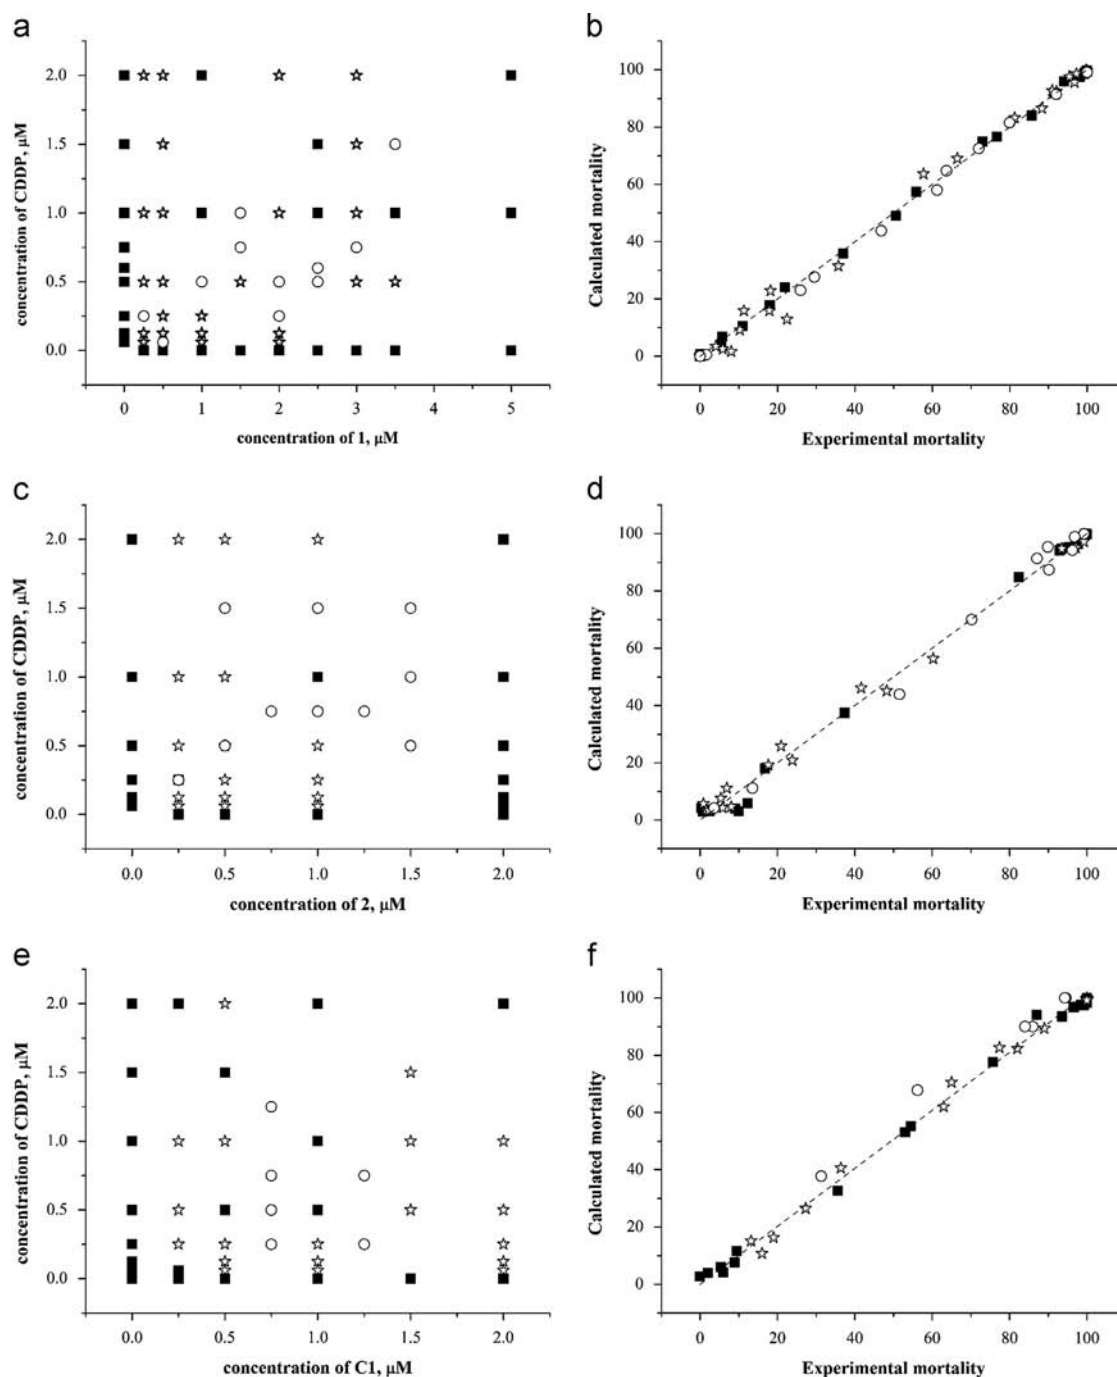 a
2.0
1.5
1.0
0.5
0.0
concentration of CDDP, μM
0 1 2 3 4 5
concentration of 1, μM
b
100
80
60
40
20
0
Calculated mortality
0 20 40 60 80 100
Experimental mortality
c
2.0
1.5
1.0
0.5
0.0
concentration of CDDP, μM
0.0 0.5 1.0 1.5 2.0
concentration of 2, μM
d
100
80
60
40
20
0
Calculated mortality
0 20 40 60 80 100
Experimental mortality
e
2.0
1.5
1.0
0.5
0.0
concentration of CDDP, μM
0.0 0.5 1.0 1.5 2.0
concentration of C1, μM
f
100
80
60
40
20
0
Calculated mortality
0 20 40 60 80 100
Experimental mortality